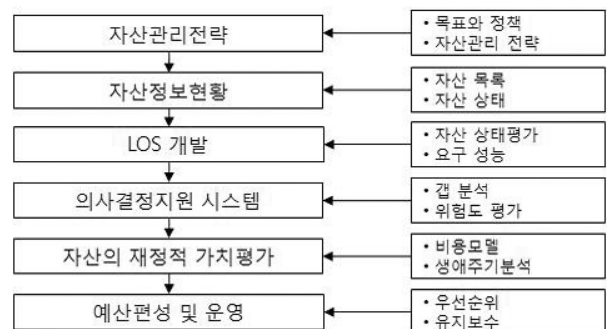 자산관리전략
• 목표와 정책
• 자산관리 전략
자산정보현황
• 자산 목록
• 자산 상태
LOS 개발
• 자산 상태평가
• 요구 성능
의사결정지원 시스템
• 갭 분석
• 위험도 평가
자산의 재정적 가치평가
• 비용모델
• 생애주기분석
예산편성 및 운영
• 우선순위
• 유지보수